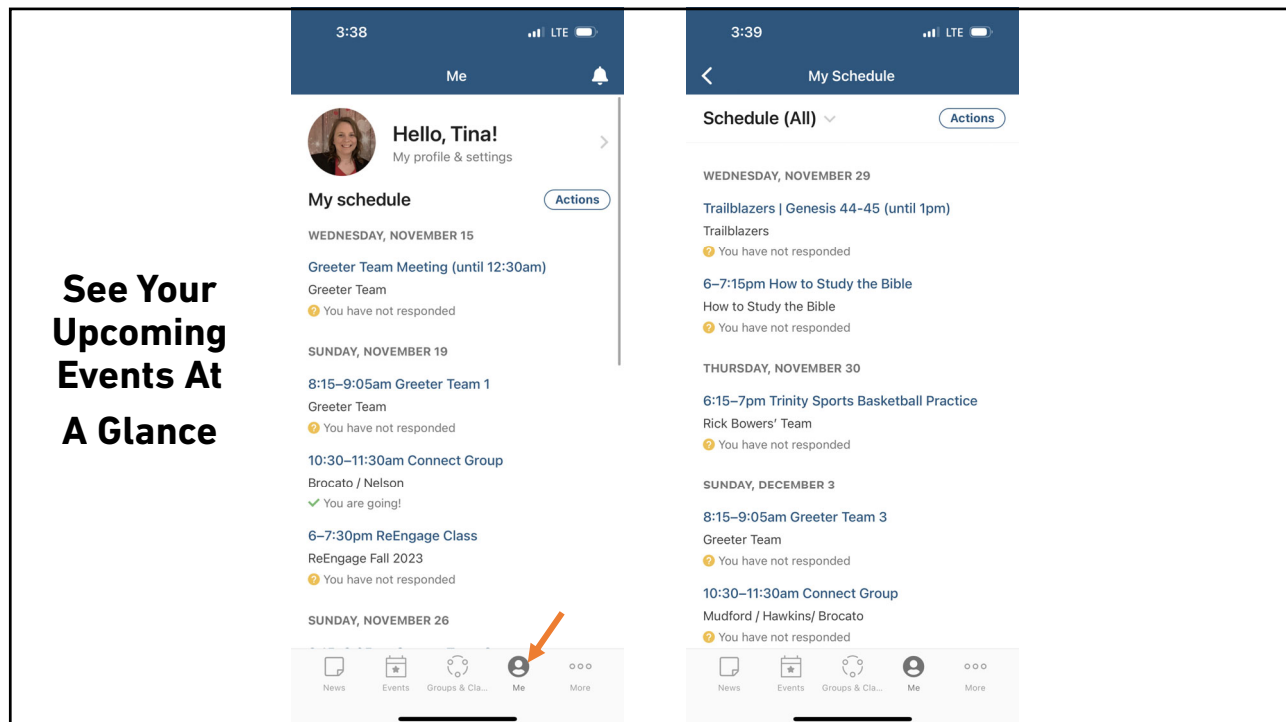 See Your
Upcoming
Events At
A Glance
3:38
LTE
Me
Hello, Tina!
My profile & settings
My schedule
Actions
WEDNESDAY, NOVEMBER 15
Greeter Team Meeting (until 12:30am)
Greeter Team
You have not responded
SUNDAY, NOVEMBER 19
8:15–9:05am Greeter Team 1
Greeter Team
You have not responded
10:30–11:30am Connect Group
Brocato / Nelson
You are going!
6–7:30pm ReEngage Class
ReEngage Fall 2023
You have not responded
SUNDAY, NOVEMBER 26
News
Events
Groups & Cla...
Me
More
3:39
LTE
My Schedule
Schedule (All)
Actions
WEDNESDAY, NOVEMBER 29
Trailblazers | Genesis 44-45 (until 1pm)
Trailblazers
You have not responded
6–7:15pm How to Study the Bible
How to Study the Bible
You have not responded
THURSDAY, NOVEMBER 30
6:15–7pm Trinity Sports Basketball Practice
Rick Bowers' Team
You have not responded
SUNDAY, DECEMBER 3
8:15–9:05am Greeter Team 3
Greeter Team
You have not responded
10:30–11:30am Connect Group
Mudford / Hawkins/ Brocato
You have not responded
News
Events
Groups & Cla...
Me
More